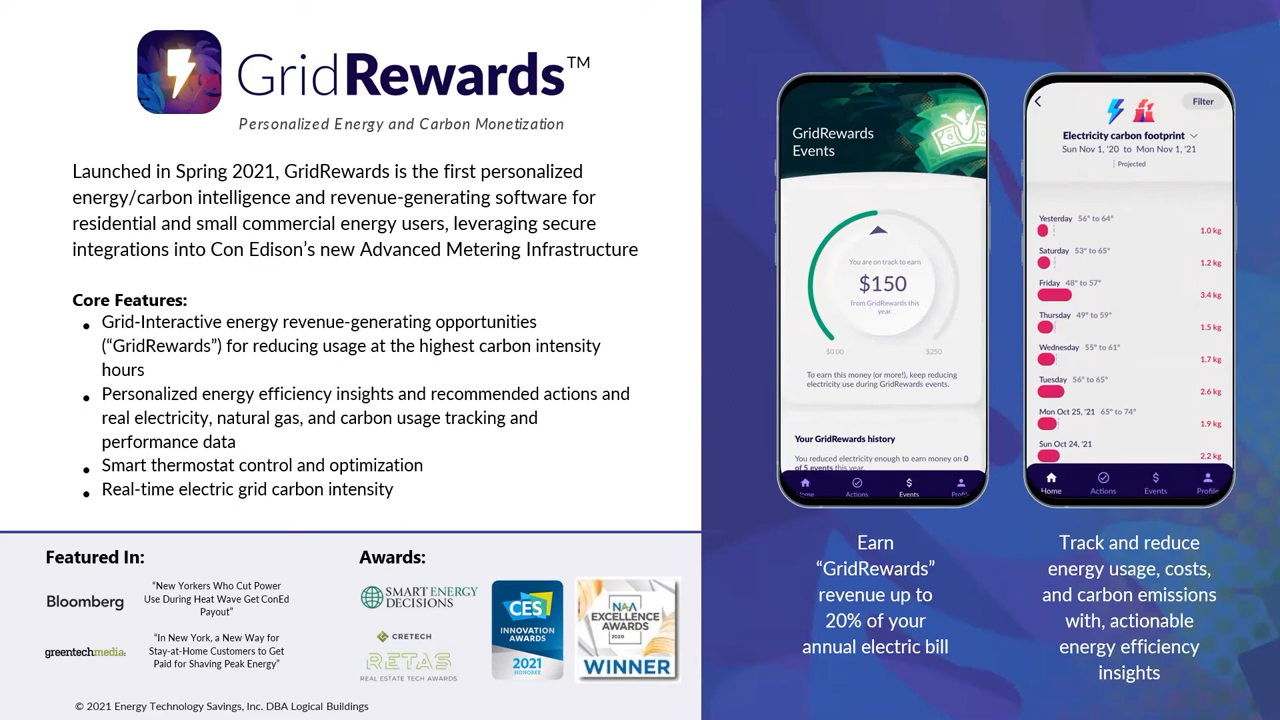 GridRewards™
Personalized Energy and Carbon Monetization
Launched in Spring 2021, GridRewards is the first personalized
energy/carbon intelligence and revenue-generating software for
residential and small commercial energy users, leveraging secure
integrations into Con Edison’s new Advanced Metering Infrastructure
Core Features:
• Grid-Interactive energy revenue-generating opportunities
(“GridRewards”) for reducing usage at the highest carbon intensity
hours
• Personalized energy efficiency insights and recommended actions and
real electricity, natural gas, and carbon usage tracking and
performance data
• Smart thermostat control and optimization
• Real-time electric grid carbon intensity
Featured In:
Bloomberg
“New Yorkers Who Cut Power
Use During Heat Wave Get ConEd
Payout”
greentechmedia:
“In New York, a New Way for
Stay-at-Home Customers to Get
Paid for Shaving Peak Energy”
Awards:
SMART ENERGY
DECISIONS
CRETECH
RETAS
REAL ESTATE TECH AWARDS
CES
INNOVATION
AWARDS
2021
HONOREE
NAA
EXCELLENCE
AWARDS
2020
WINNER
© 2021 Energy Technology Savings, Inc. DBA Logical Buildings
GridRewards
Events
You are on track to earn
$150
from GridRewards this
year.
$0.00 $250
To earn this money (or more!), keep reducing
electricity use during GridRewards events.
Your GridRewards history
You reduced electricity enough to earn money on 0
of 5 events this year.
Home Actions Events Profile
Earn
“GridRewards”
revenue up to
20% of your
annual electric bill
Filter
Electricity carbon footprint
Sun Nov 1, '20 to Mon Nov 1, '21
Projected
Yesterday 56° to 64°
1.0 kg
Saturday 53° to 65°
1.2 kg
Friday 48° to 57°
3.4 kg
Thursday 49° to 59°
1.5 kg
Wednesday 55° to 61°
1.7 kg
Tuesday 56° to 65°
2.6 kg
Mon Oct 25, '21 65° to 74°
1.9 kg
Sun Oct 24, '21
2.2 kg
Home Actions Events Profile
Track and reduce
energy usage, costs,
and carbon emissions
with, actionable
energy efficiency
insights